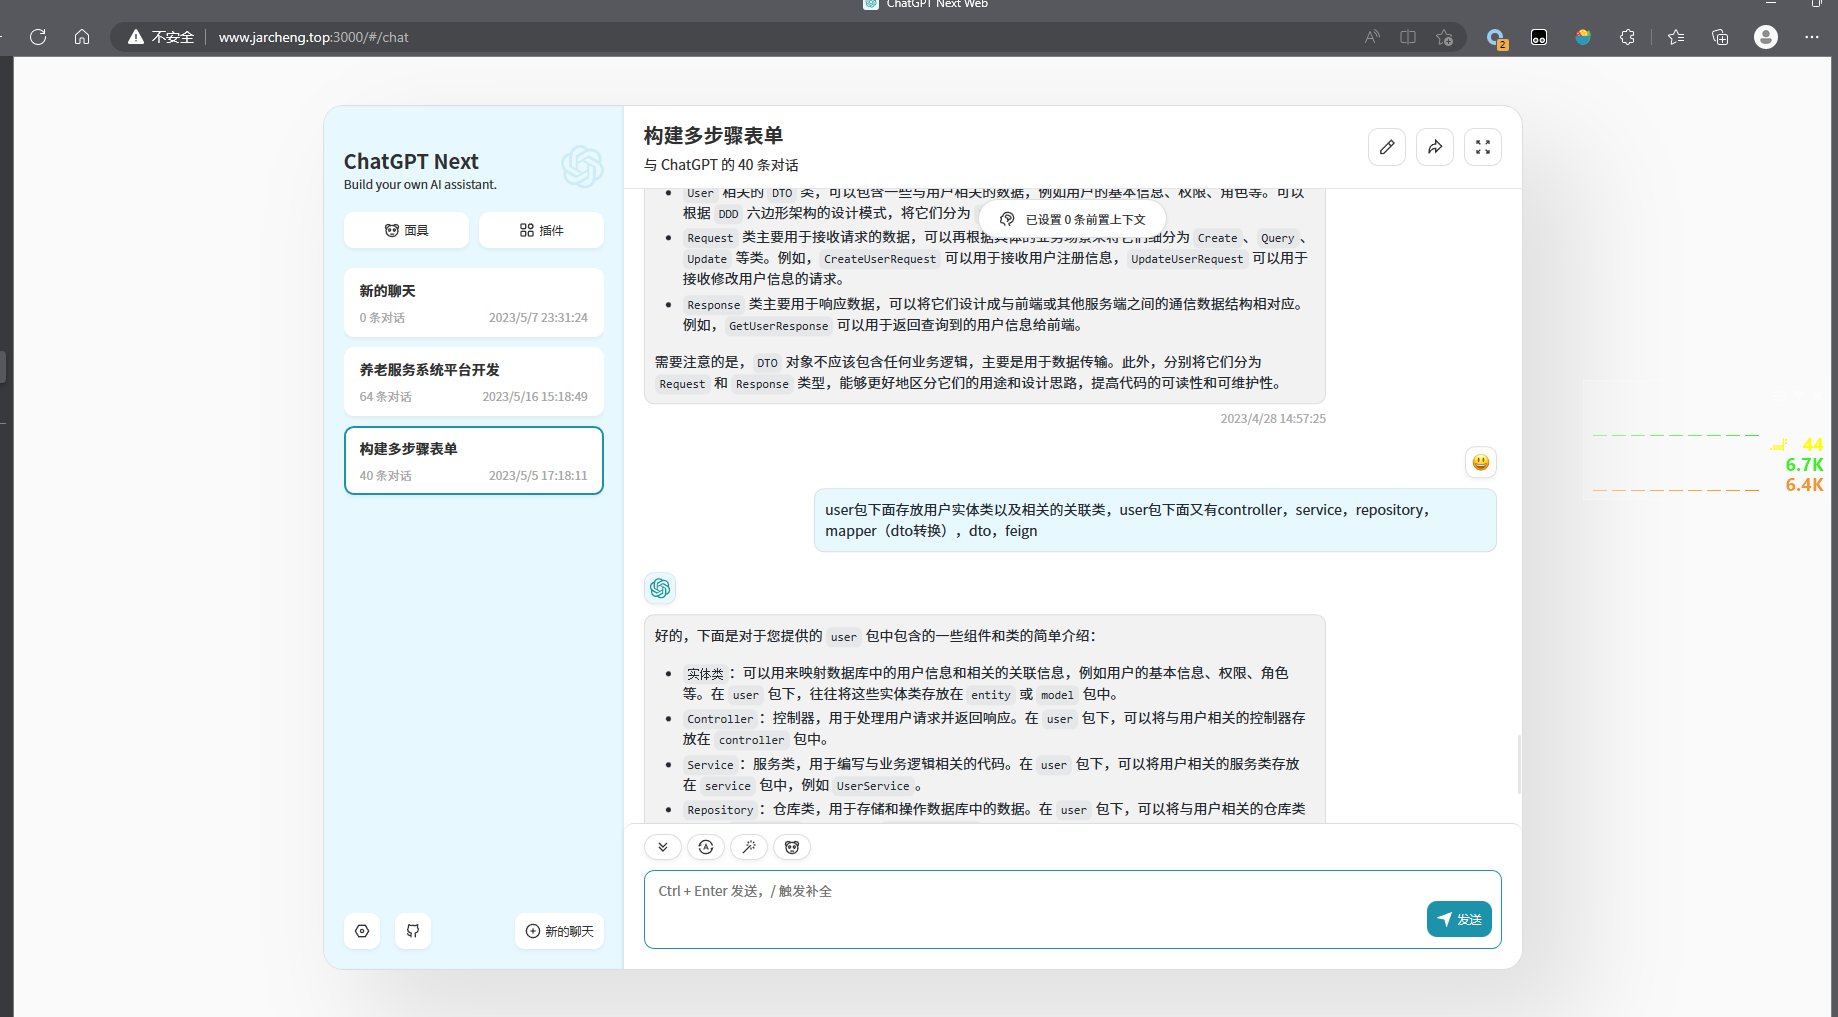 ChatGPT Next Web
不安全
www.jarcheng.top:3000/#/chat
2
ChatGPT Next
Build your own AI assistant.
面具
插件
新的聊天
0 条对话
2023/5/7 23:31:24
养老服务系统平台开发
64 条对话
2023/5/16 15:18:49
构建多步骤表单
40 条对话
2023/5/5 17:18:11
新的聊天
构建多步骤表单
与 ChatGPT 的 40 条对话
已设置 0 条前置上下文
User 相关的 DTO 类，可以包含一些与用户相关的数据，例如用户的基本信息、权限、角色等。可以
根据 DDD 六边形架构的设计模式，将它们分为
Request 类主要用于接收请求的数据，可以再根据具体的业务场景来将它们细分为 Create 、 Query 、
Update 等类。例如， CreateUserRequest 可以用于接收用户注册信息， UpdateUserRequest 可以用于
接收修改用户信息的请求。
Response 类主要用于响应数据，可以将它们设计成与前端或其他服务端之间的通信数据结构相对应。
例如， GetUserResponse 可以用于返回查询到的用户信息给前端。
需要注意的是， DTO 对象不应该包含任何业务逻辑，主要是用于数据传输。此外，分别将它们分为
Request 和 Response 类型，能够更好地区分它们的用途和设计思路，提高代码的可读性和可维护性。
2023/4/28 14:57:25
user包下面存放用户实体类以及相关的关联类，user包下面又有controller，service，repository，
mapper（dto转换），dto，feign
好的，下面是对于您提供的 user 包中包含的一些组件和类的简单介绍：
实体类 ：可以用来映射数据库中的用户信息和相关的关联信息，例如用户的基本信息、权限、角色
等。在 user 包下，往往将这些实体类存放在 entity 或 model 包中。
Controller ：控制器，用于处理用户请求并返回响应。在 user 包下，可以将与用户相关的控制器存
放在 controller 包中。
Service ：服务类，用于编写与业务逻辑相关的代码。在 user 包下，可以将用户相关的服务类存放
在 service 包中，例如 UserService 。
Repository ：仓库类，用于存储和操作数据库中的数据。在 user 包下，可以将与用户相关的仓库类
Ctrl + Enter 发送，/ 触发补全
发送
44
6.7K
6.4K